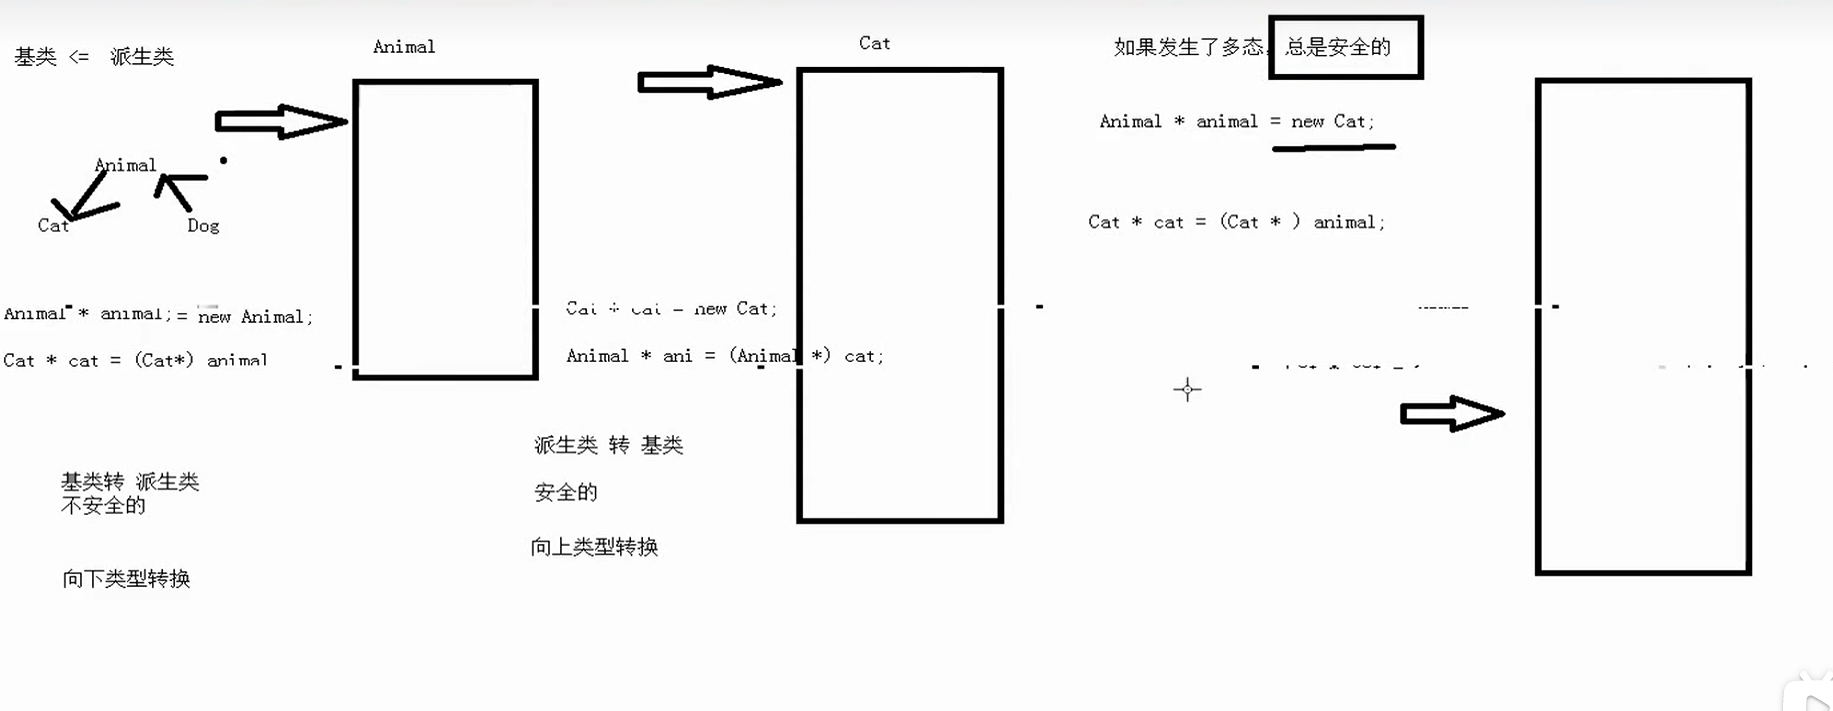 基类 <= 派生类
Animal
Cat Dog
Animal * animal; = new Animal;
Cat * cat = (Cat*) animal
基类转 派生类
不安全的
向下类型转换
Animal
Cat
Cat * cat = new Cat;
Animal * ani = (Animal *) cat;
派生类 转 基类
安全的
向上类型转换
如果发生了多态, 总是安全的
Animal * animal = new Cat;
Cat * cat = (Cat * ) animal;